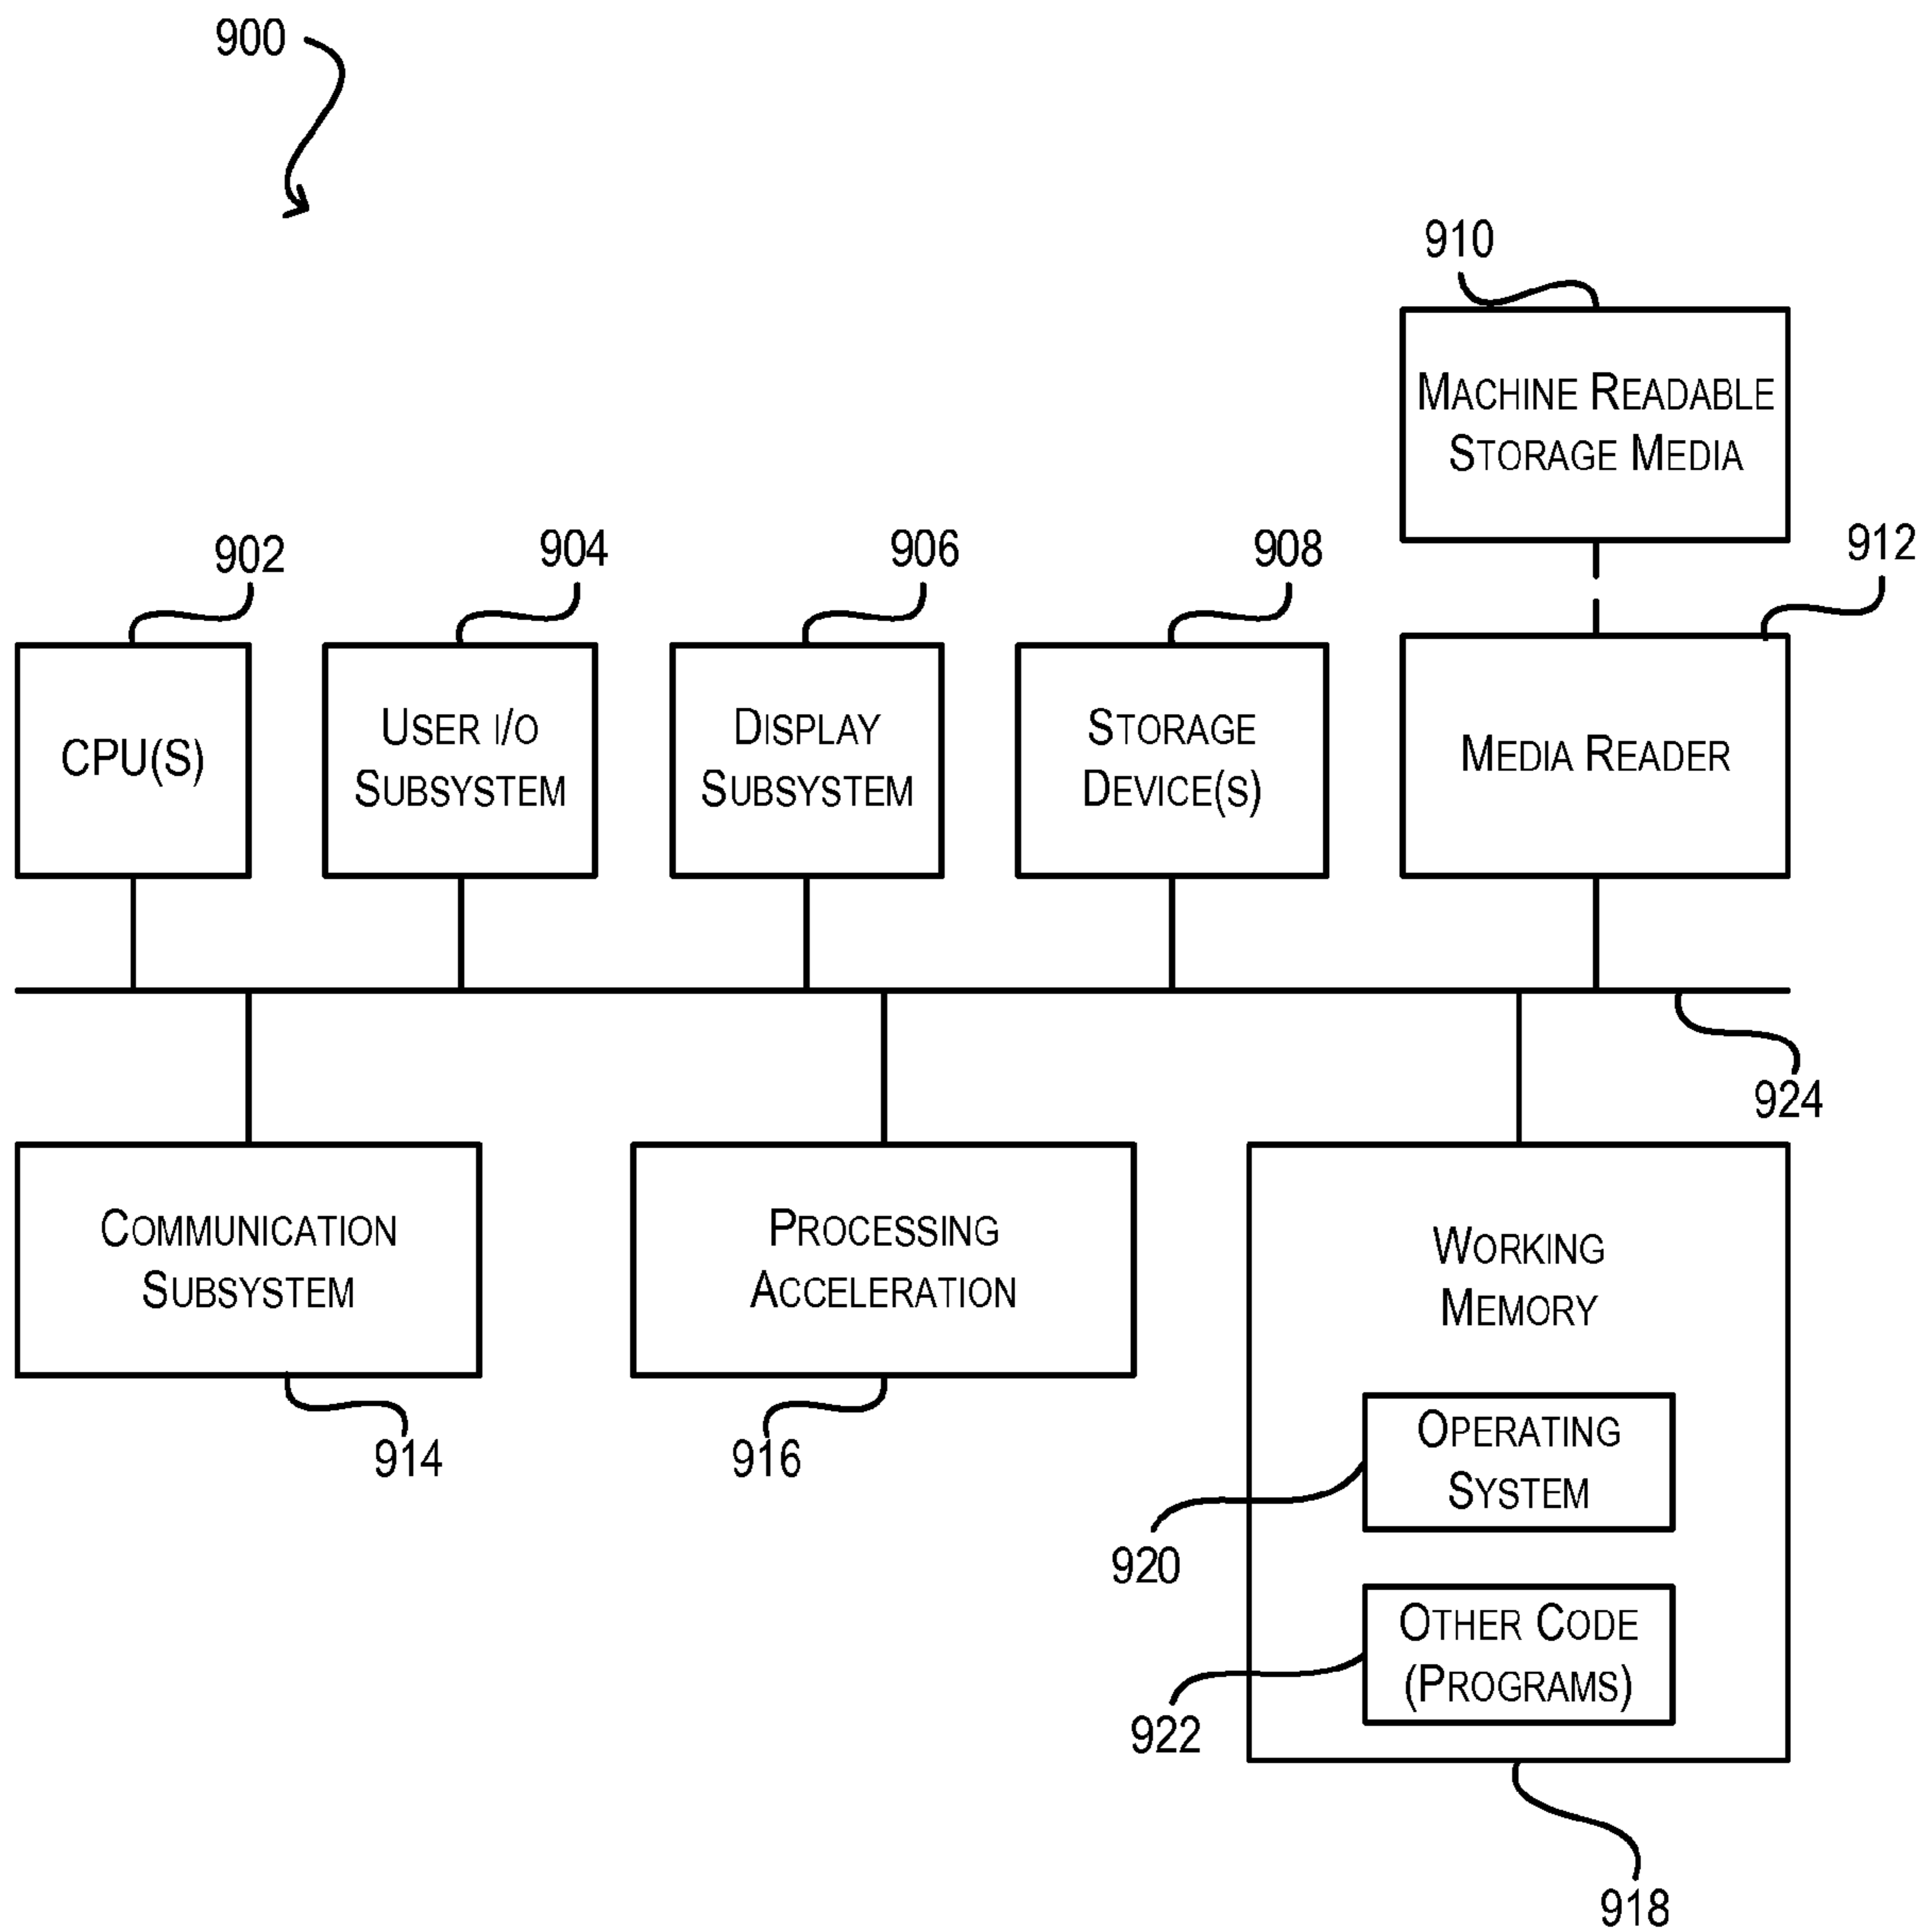 900
910
MACHINE READABLE
STORAGE MEDIA
902
904
906
908
912
CPU(S)
USER I/O
SUBSYSTEM
DISPLAY
SUBSYSTEM
STORAGE
DEVICE(S)
MEDIA READER
924
COMMUNICATION
SUBSYSTEM
PROCESSING
ACCELERATION
WORKING
MEMORY
914
916
OPERATING
SYSTEM
920
OTHER CODE
(PROGRAMS)
922
918